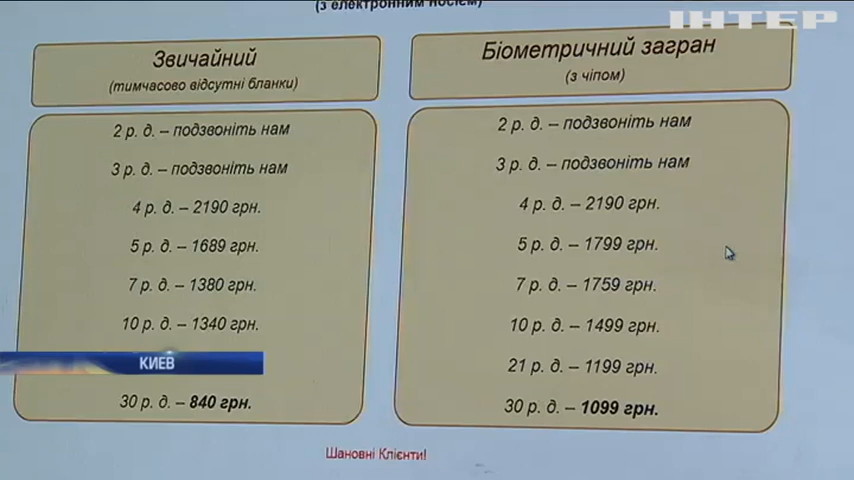 (з електронним носієм)
ІНТЕР
Звичайний
(тимчасово відсутні бланки)
2 р. д. – подзвоніть нам
3 р. д. – подзвоніть нам
4 р. д. – 2190 грн.
5 р. д. – 1689 грн.
7 р. д. – 1380 грн.
10 р. д. – 1340 грн.
30 р. д. – 840 грн.
Біометричний загран
(з чіпом)
2 р. д. – подзвоніть нам
3 р. д. – подзвоніть нам
4 р. д. – 2190 грн.
5 р. д. – 1799 грн.
7 р. д. – 1759 грн.
10 р. д. – 1499 грн.
21 р. д. – 1199 грн.
30 р. д. – 1099 грн.
КИЕВ
Шановні Клієнти!